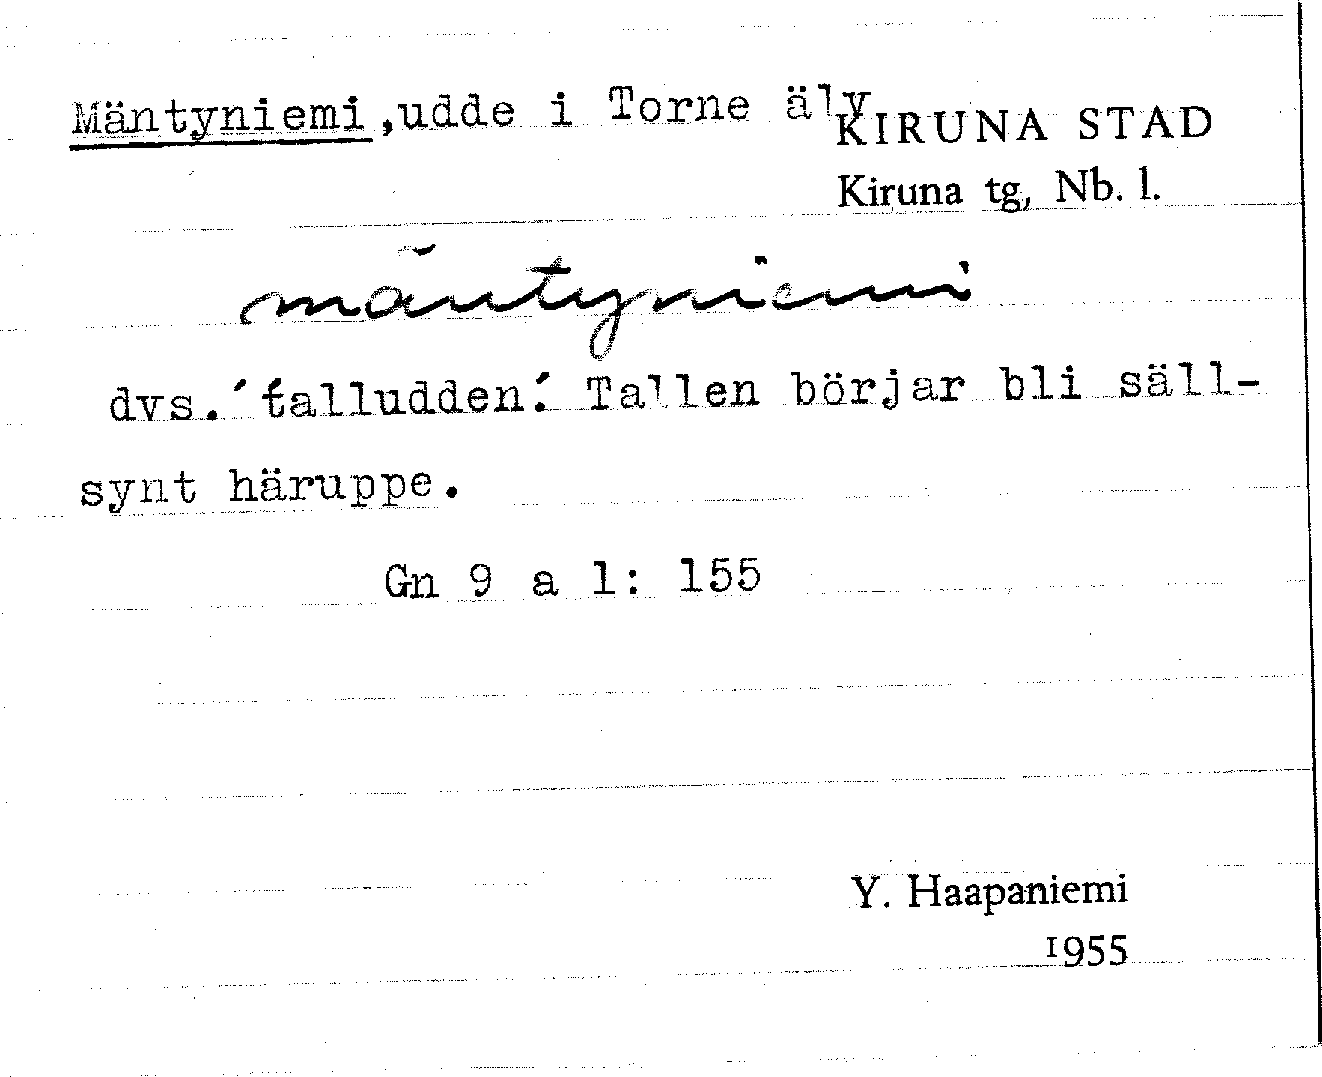 Mäntyniemi,udde i Torne älv
KIRUNA STAD
Kiruna tg, Nb. l.
mäntyniemi
dvs.'talludden'. Tallen börjar bli säll-
synt häruppe.
Gn 9 a 1: 155
Y. Haapaniemi
1955